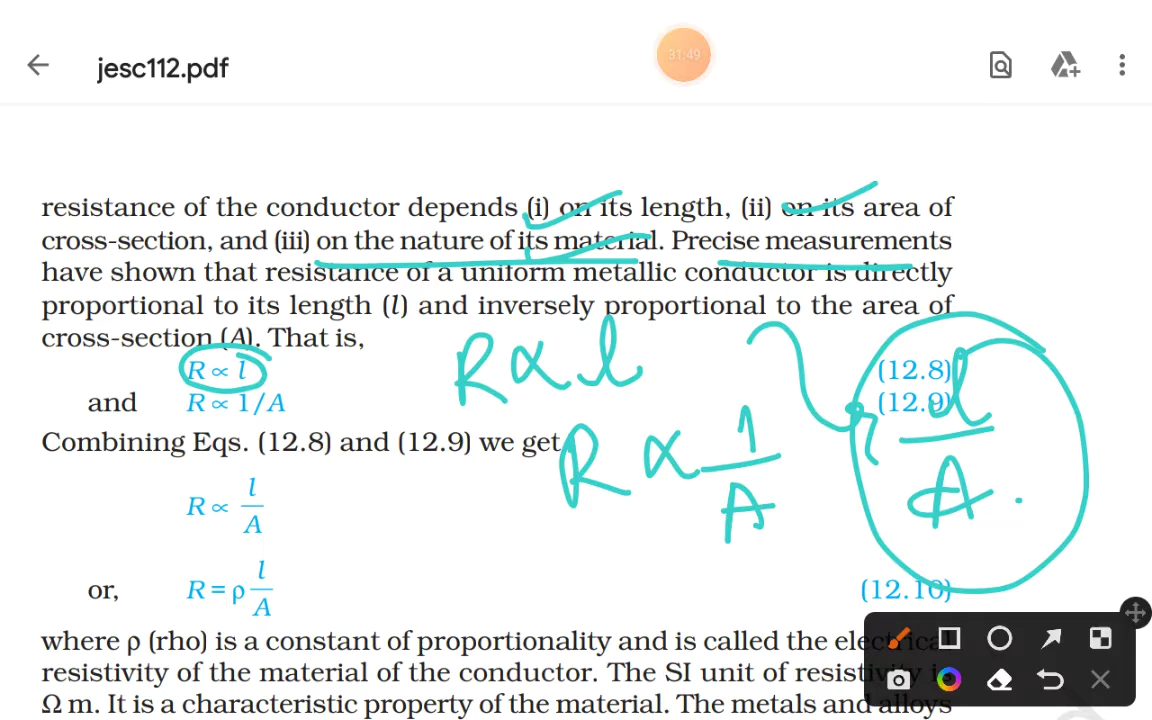 31:49
jesc112.pdf
resistance of the conductor depends (i) on its length, (ii) on its area of
cross-section, and (iii) on the nature of its material. Precise measurements
have shown that resistance of a uniform metallic conductor is directly
proportional to its length (l) and inversely proportional to the area of
cross-section (A). That is,
R ∝ l (12.8)
R ∝ l
and R ∝ 1/A (12.9)
Combining Eqs. (12.8) and (12.9) we get
R ∝ 1/A
l/A
R ∝ l/A
or, R = ρ l/A (12.10)
where ρ (rho) is a constant of proportionality and is called the electrical
resistivity of the material of the conductor. The SI unit of resistivity is
Ω m. It is a characteristic property of the material. The metals and alloys